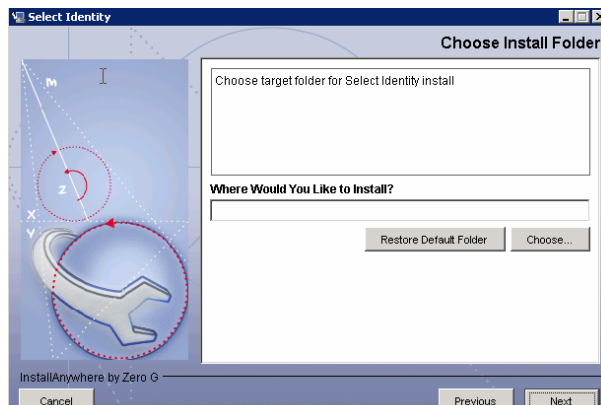 Select Identity
Choose Install Folder
M
Z
X
Y
Choose target folder for Select Identity install
Where Would You Like to Install?
Restore Default Folder
Choose...
InstallAnywhere by Zero G
Cancel
Previous
Next